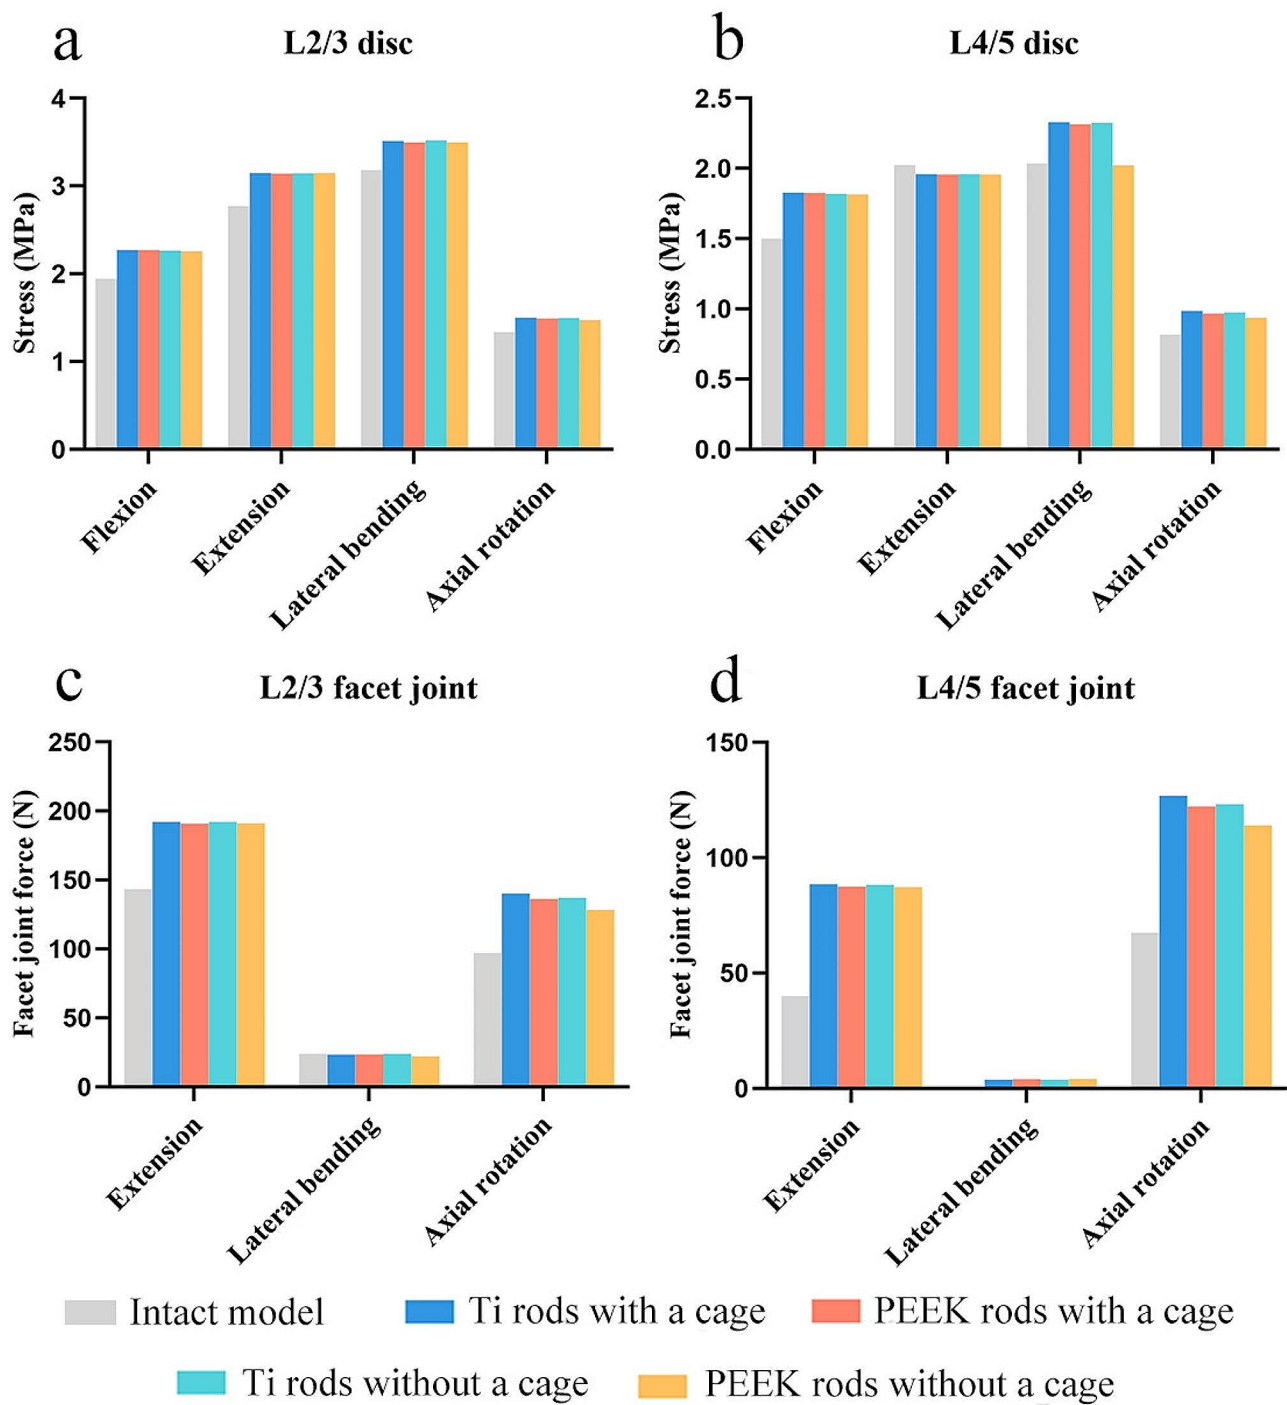 a
L2/3 disc
Stress (MPa)
4
3
2
1
0
Flexion
Extension
Lateral bending
Axial rotation
b
L4/5 disc
Stress (MPa)
2.5
2.0
1.5
1.0
0.5
0.0
Flexion
Extension
Lateral bending
Axial rotation
c
L2/3 facet joint
Facet joint force (N)
250
200
150
100
50
0
Extension
Lateral bending
Axial rotation
d
L4/5 facet joint
Facet joint force (N)
150
100
50
0
Extension
Lateral bending
Axial rotation
Intact model
Ti rods with a cage
PEEK rods with a cage
Ti rods without a cage
PEEK rods without a cage